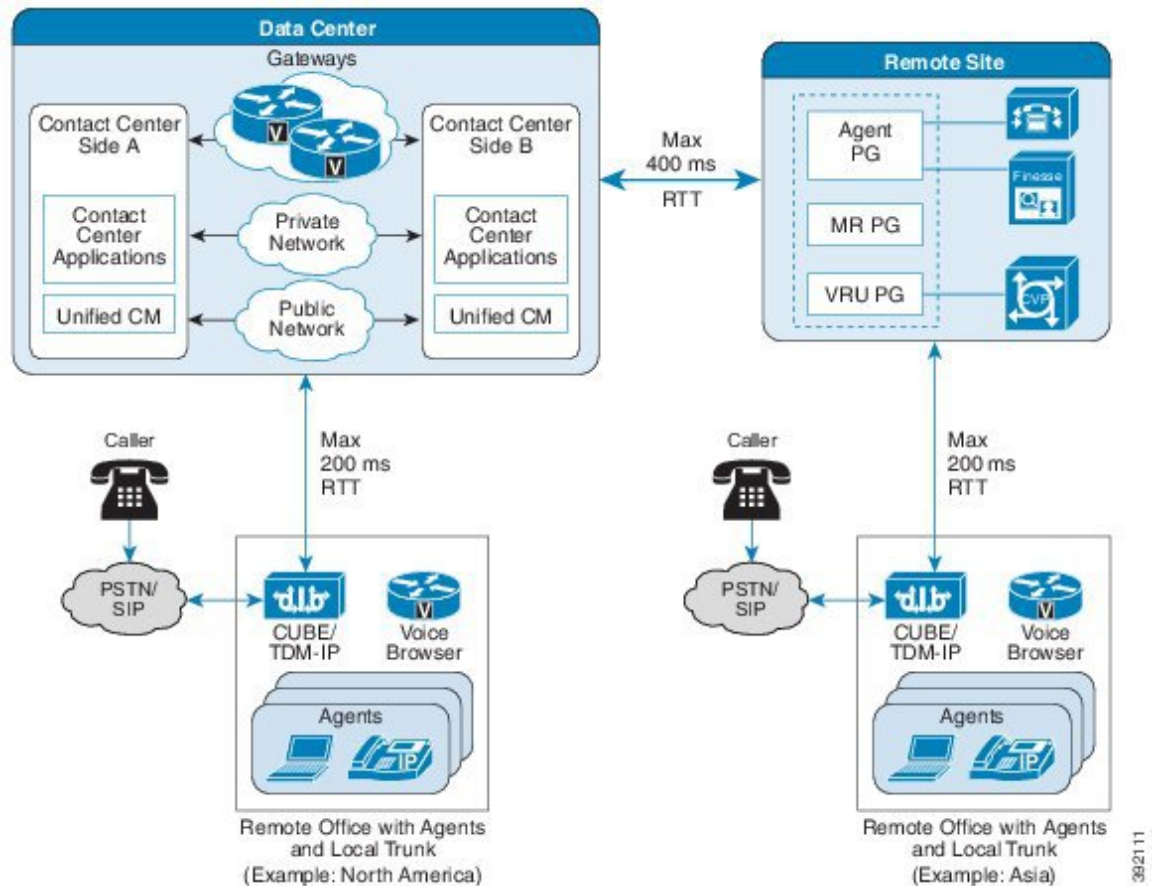 Data Center
Gateways
Contact Center
Side A
V
V
Contact Center
Side B
Contact
Center
Applications
Private
Network
Contact
Center
Applications
Unified CM
Public
Network
Unified CM
Max
400 ms
RTT
Remote Site
Agent
PG
Finesse
MR PG
VRU PG
CVP
Caller
Max
200 ms
RTT
PSTN/
SIP
CUBE/
TDM-IP
V
Voice
Browser
Agents
IP
Remote Office with Agents
and Local Trunk
(Example: North America)
Caller
Max
200 ms
RTT
PSTN/
SIP
CUBE/
TDM-IP
V
Voice
Browser
Agents
IP
Remote Office with Agents
and Local Trunk
(Example: Asia)
392111